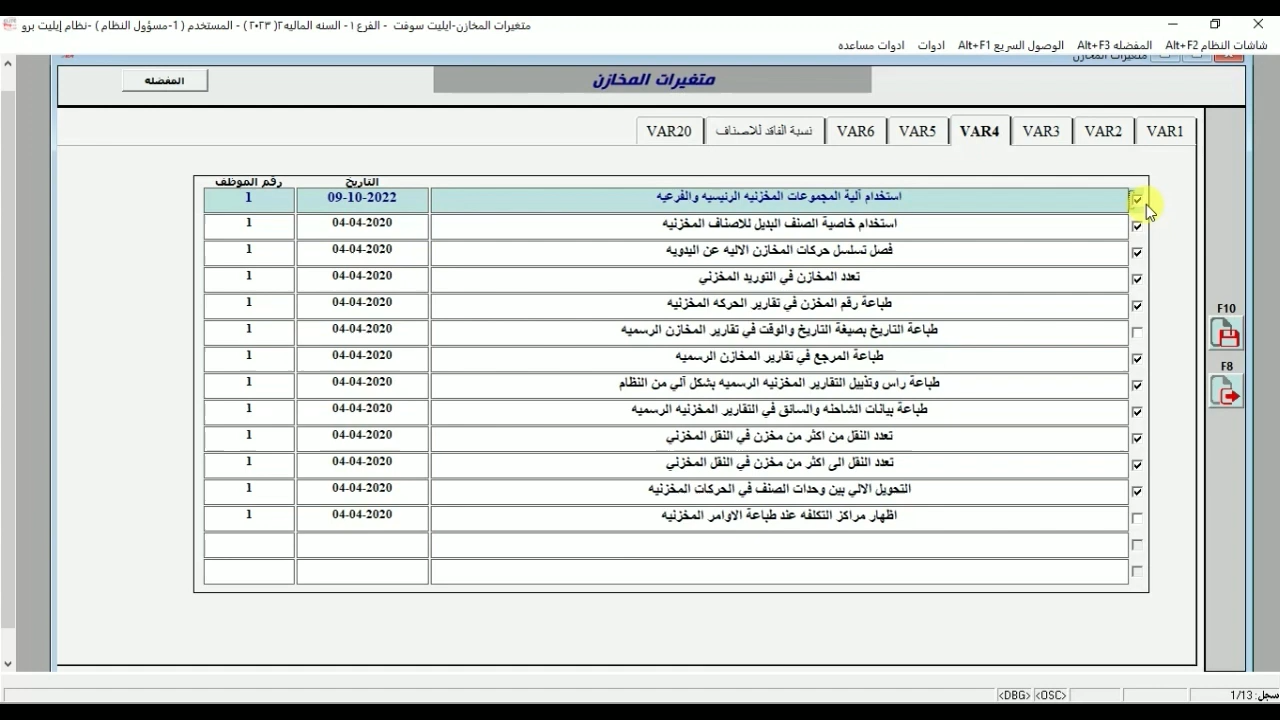 متغيرات المخازن-ايليت سوفت - الفرع ١- السنه الماليه٢( ٢٠٢٣) - المستخدم ( 1-مسؤول النظام ) -نظام إيليت برو
شاشات النظام Alt+F2 المفضله Alt+F3 الوصول السريع Alt+F1 ادوات ادوات مساعده
متغيرات المخازن
متغيرات المخازن
المفضله
VAR1 VAR2 VAR3 VAR4 VAR5 VAR6 نسبة الفاقد للاصناف VAR20
التاريخ رقم الموظف
استخدام آلية المجموعات المخزنيه الرئيسيه والفرعيه 09-10-2022 1
استخدام خاصية الصنف البديل للاصناف المخزنيه 04-04-2020 1
فصل تسلسل حركات المخازن الاليه عن اليدويه 04-04-2020 1
تعدد المخازن في التوريد المخزني 04-04-2020 1
طباعة رقم المخزن في تقارير الحركه المخزنيه 04-04-2020 1
طباعة التاريخ بصيغة التاريخ والوقت في تقارير المخازن الرسميه 04-04-2020 1
طباعة المرجع في تقارير المخازن الرسميه 04-04-2020 1
طباعة راس وتذييل التقارير المخزنيه الرسميه بشكل آلي من النظام 04-04-2020 1
طباعة بيانات الشاحنه والسائق في التقارير المخزنيه الرسميه 04-04-2020 1
تعدد النقل من اكثر من مخزن في النقل المخزني 04-04-2020 1
تعدد النقل الى اكثر من مخزن في النقل المخزني 04-04-2020 1
التحويل الالي بين وحدات الصنف في الحركات المخزنيه 04-04-2020 1
اظهار مراكز التكلفه عند طباعة الاوامر المخزنيه 04-04-2020 1
F10
F8
سجل: 1/13 <OSC> <DBG>